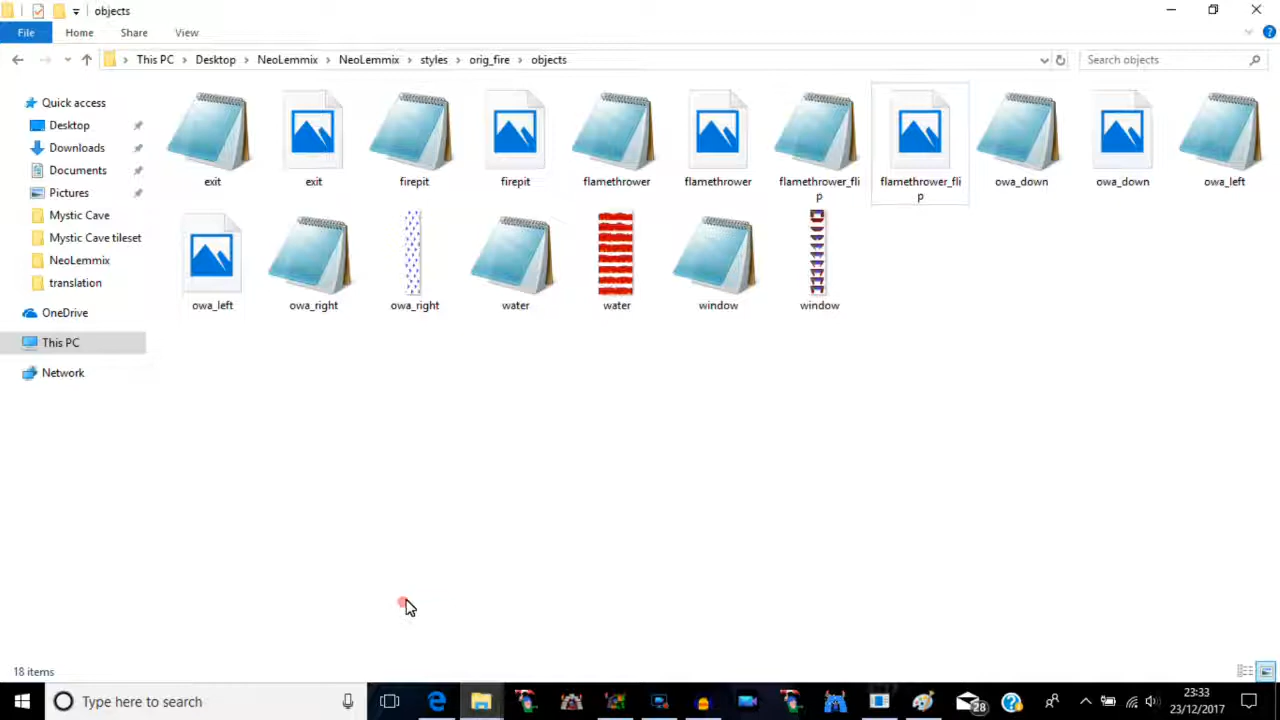 objects
File Home Share View
This PC Desktop NeoLemmix NeoLemmix styles orig_fire objects
Search objects
Quick access
Desktop
Downloads
Documents
Pictures
Mystic Cave
Mystic Cave tileset
NeoLemmix
translation
OneDrive
This PC
Network
exit exit firepit firepit flamethrower flamethrower flamethrower_fli flamethrower_fli owa_down owa_down owa_left
p p
owa_left owa_right owa_right water water window window
18 items
Type here to search
28
23:33
23/12/2017